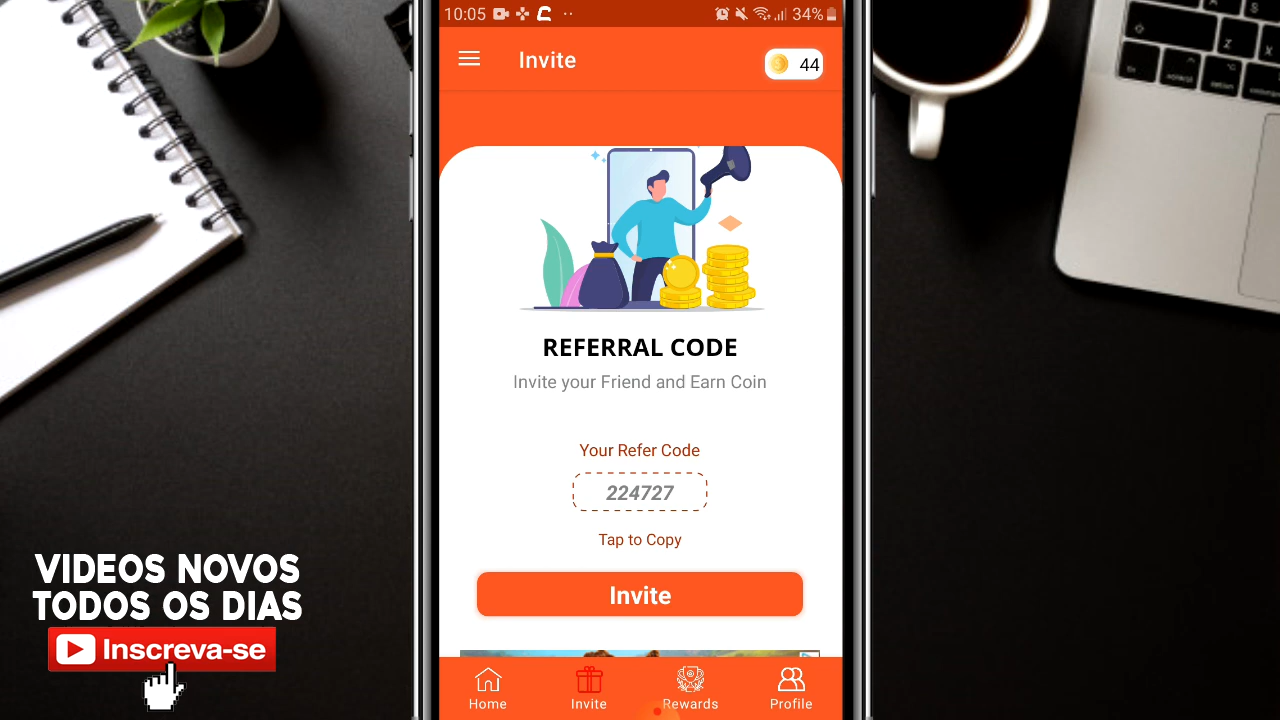 10:05
34%
Invite
44
REFERRAL CODE
Invite your Friend and Earn Coin
Your Refer Code
224727
Tap to Copy
Invite
Home
Invite
Rewards
Profile
VIDEOS NOVOS
TODOS OS DIAS
Inscreva-se